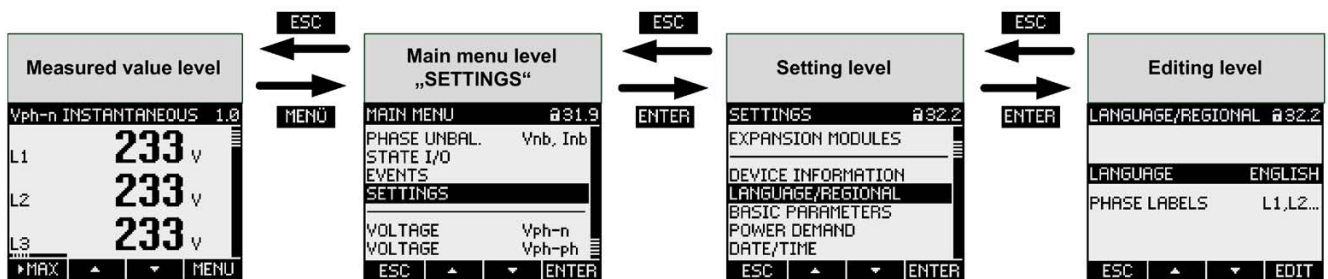 ESC
ESC
ESC
Measured value level
Main menu level
„SETTINGS“
Setting level
Editing level
MENÜ
ENTER
ENTER
Vph-n INSTANTANEOUS 1.0
L1 233 V
L2 233 V
L3 233 V
▸MAX ▲ ▼ MENU
MAIN MENU 31.9
PHASE UNBAL. Vnb, Inb
STATE I/O
EVENTS
SETTINGS
VOLTAGE Vph-n
VOLTAGE Vph-ph
ESC ▲ ▼ ENTER
SETTINGS 32.2
EXPANSION MODULES
DEVICE INFORMATION
LANGUAGE/REGIONAL
BASIC PARAMETERS
POWER DEMAND
DATE/TIME
ESC ▲ ▼ ENTER
LANGUAGE/REGIONAL 32.2
LANGUAGE ENGLISH
PHASE LABELS L1,L2...
ESC ▲ ▼ EDIT